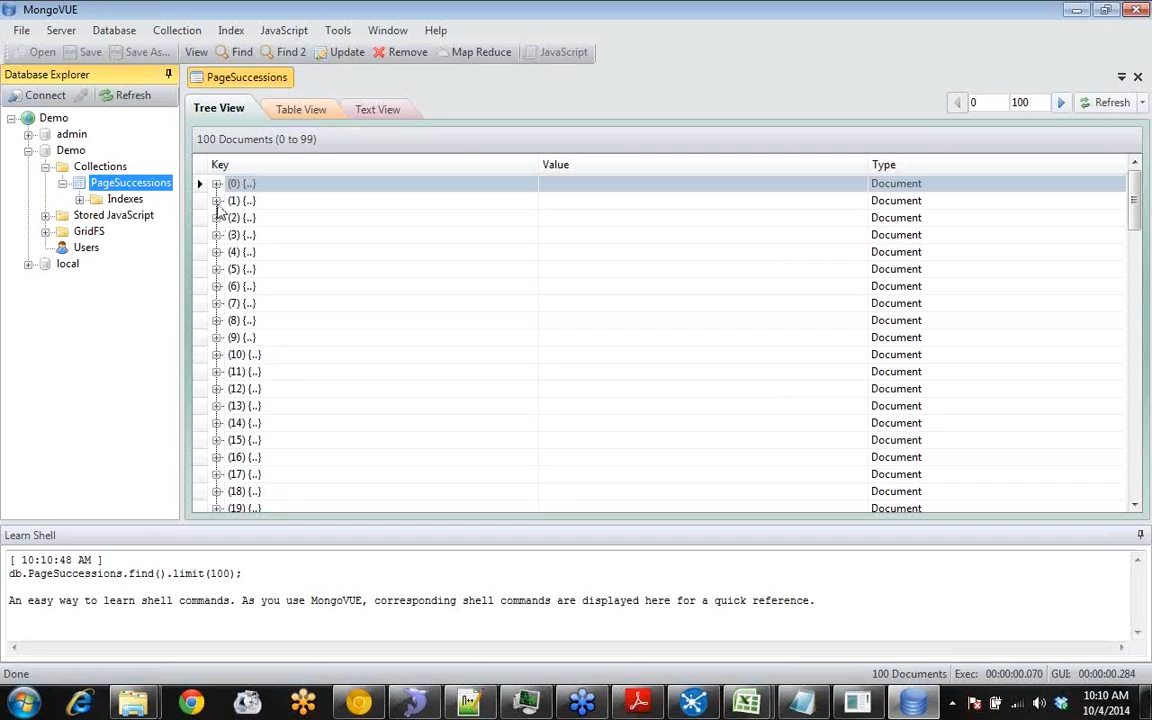 MongoVUE
File Server Database Collection Index JavaScript Tools Window Help
Open Save Save As... View Find Find 2 Update Remove Map Reduce JavaScript
Database Explorer
Connect Refresh
Demo
admin
Demo
Collections
PageSuccessions
Indexes
Stored JavaScript
GridFS
Users
local
PageSuccessions
Tree View Table View Text View
0 100 Refresh
100 Documents (0 to 99)
Key Value Type
(0) {..} Document
(1) {..} Document
(2) {..} Document
(3) {..} Document
(4) {..} Document
(5) {..} Document
(6) {..} Document
(7) {..} Document
(8) {..} Document
(9) {..} Document
(10) {..} Document
(11) {..} Document
(12) {..} Document
(13) {..} Document
(14) {..} Document
(15) {..} Document
(16) {..} Document
(17) {..} Document
(18) {..} Document
(19) {..} Document
Learn Shell
[ 10:10:48 AM ]
db.PageSuccessions.find().limit(100);
An easy way to learn shell commands. As you use MongoVUE, corresponding shell commands are displayed here for a quick reference.
Done 100 Documents Exec: 00:00:00.070 GUI: 00:00:00.284
10:10 AM
10/4/2014